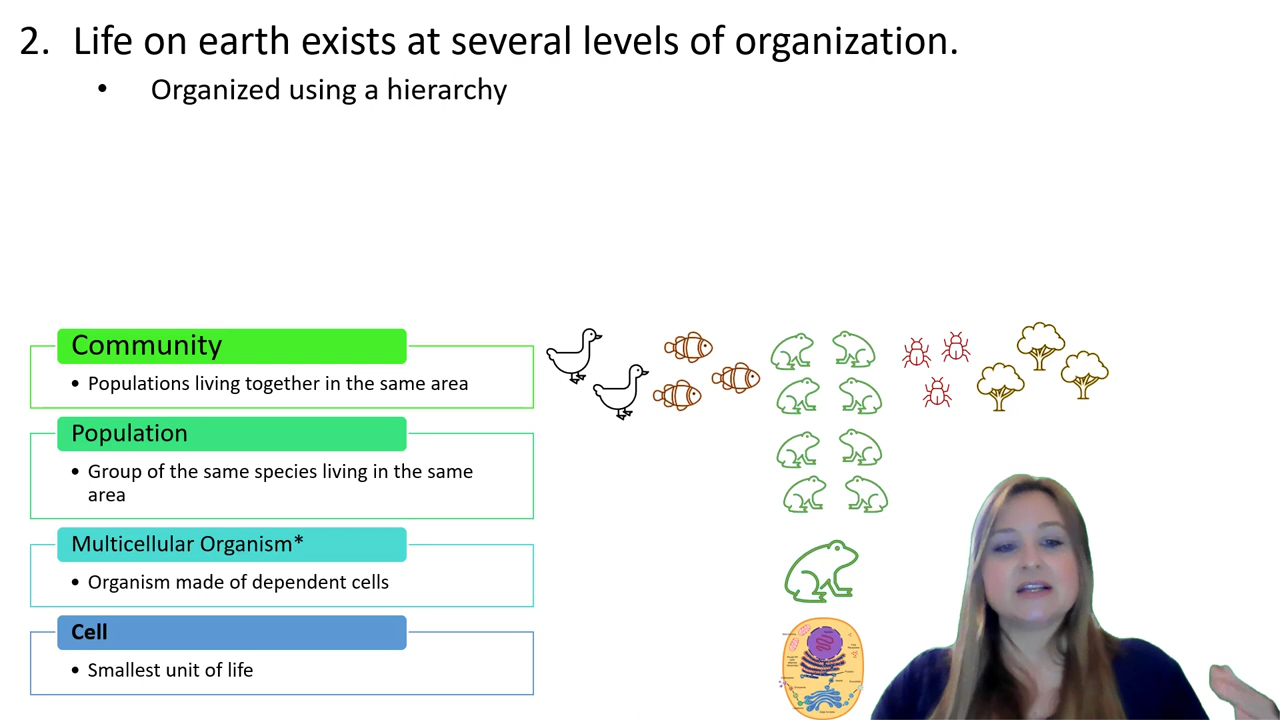 2. Life on earth exists at several levels of organization.
• Organized using a hierarchy
Community
• Populations living together in the same area
Population
• Group of the same species living in the same
area
Multicellular Organism*
• Organism made of dependent cells
Cell
• Smallest unit of life